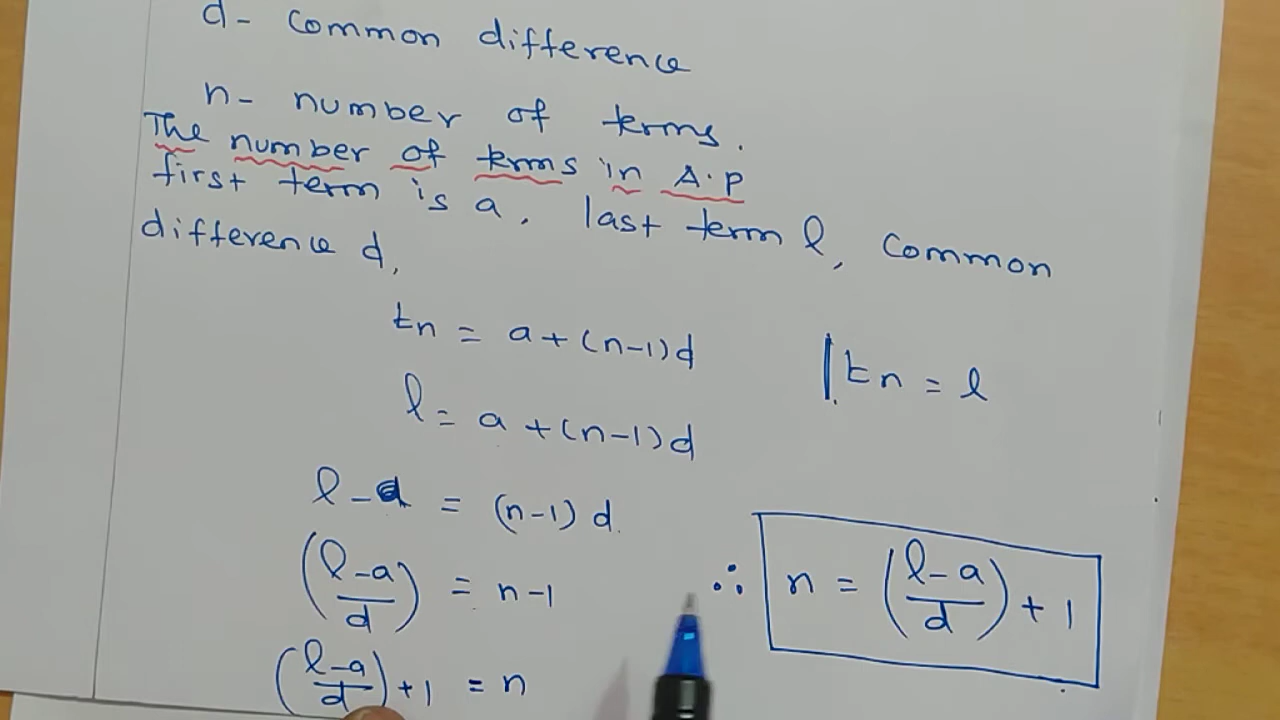 d- Common difference
n- number of terms.
The number of terms in A.P
first term is a. last term l, Common
difference d,
tn = a+(n-1)d |tn = l
l = a+(n-1)d
l-a = (n-1) d.
(l-a/d) = n-1
∴ n = (l-a/d) + 1
(l-a/d) + 1 = n